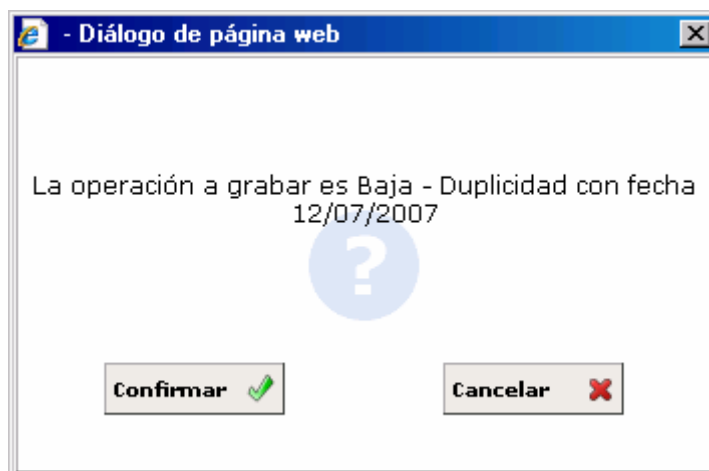 - Diálogo de página web
La operación a grabar es Baja - Duplicidad con fecha
12/07/2007
?
Confirmar
Cancelar